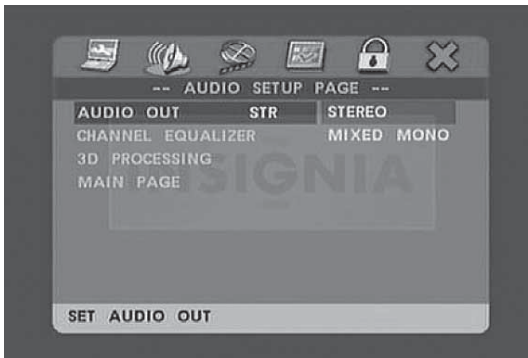 -- AUDIO SETUP PAGE --
AUDIO OUT STR STEREO
CHANNEL EQUALIZER MIXED MONO
3D PROCESSING
MAIN PAGE
INSIGNIA
SET AUDIO OUT